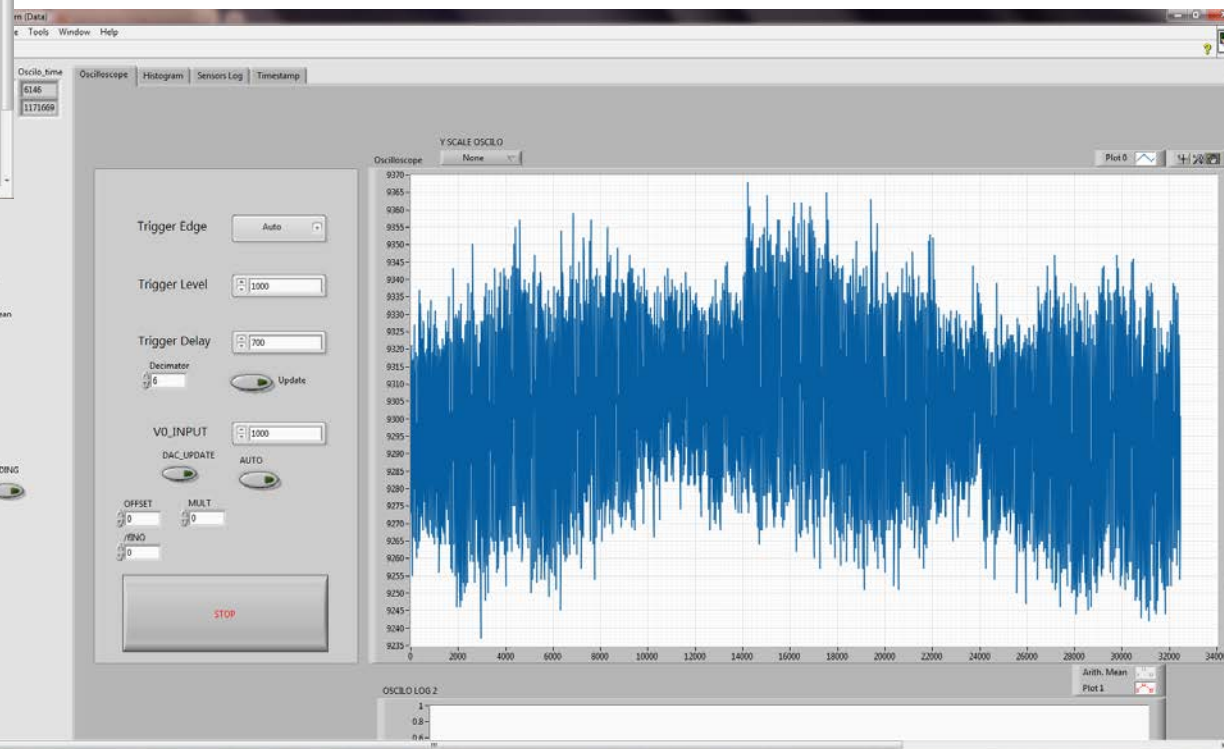 rn (Data)
Tools Window Help
Oscilo_time
6146
1171669
Oscilloscope Histogram Sensors Log Timestamp
Y SCALE OSCILO
None
Oscilloscope
Plot 0
Trigger Edge Auto
Trigger Level 1000
Trigger Delay 700
Decimator
6
Update
V0_INPUT 1000
DAC_UPDATE AUTO
OFFSET MULT
0 0
0
STOP
9370
9365
9360
9355
9350
9345
9340
9335
9330
9325
9320
9315
9310
9305
9300
9295
9290
9285
9280
9275
9270
9265
9260
9255
9250
9245
9240
9235
0 2000 4000 6000 8000 10000 12000 14000 16000 18000 20000 22000 24000 26000 28000 30000 32000 3400
Arith. Mean
Plot 1
OSCILO LOG 2
1
0.8
0.6